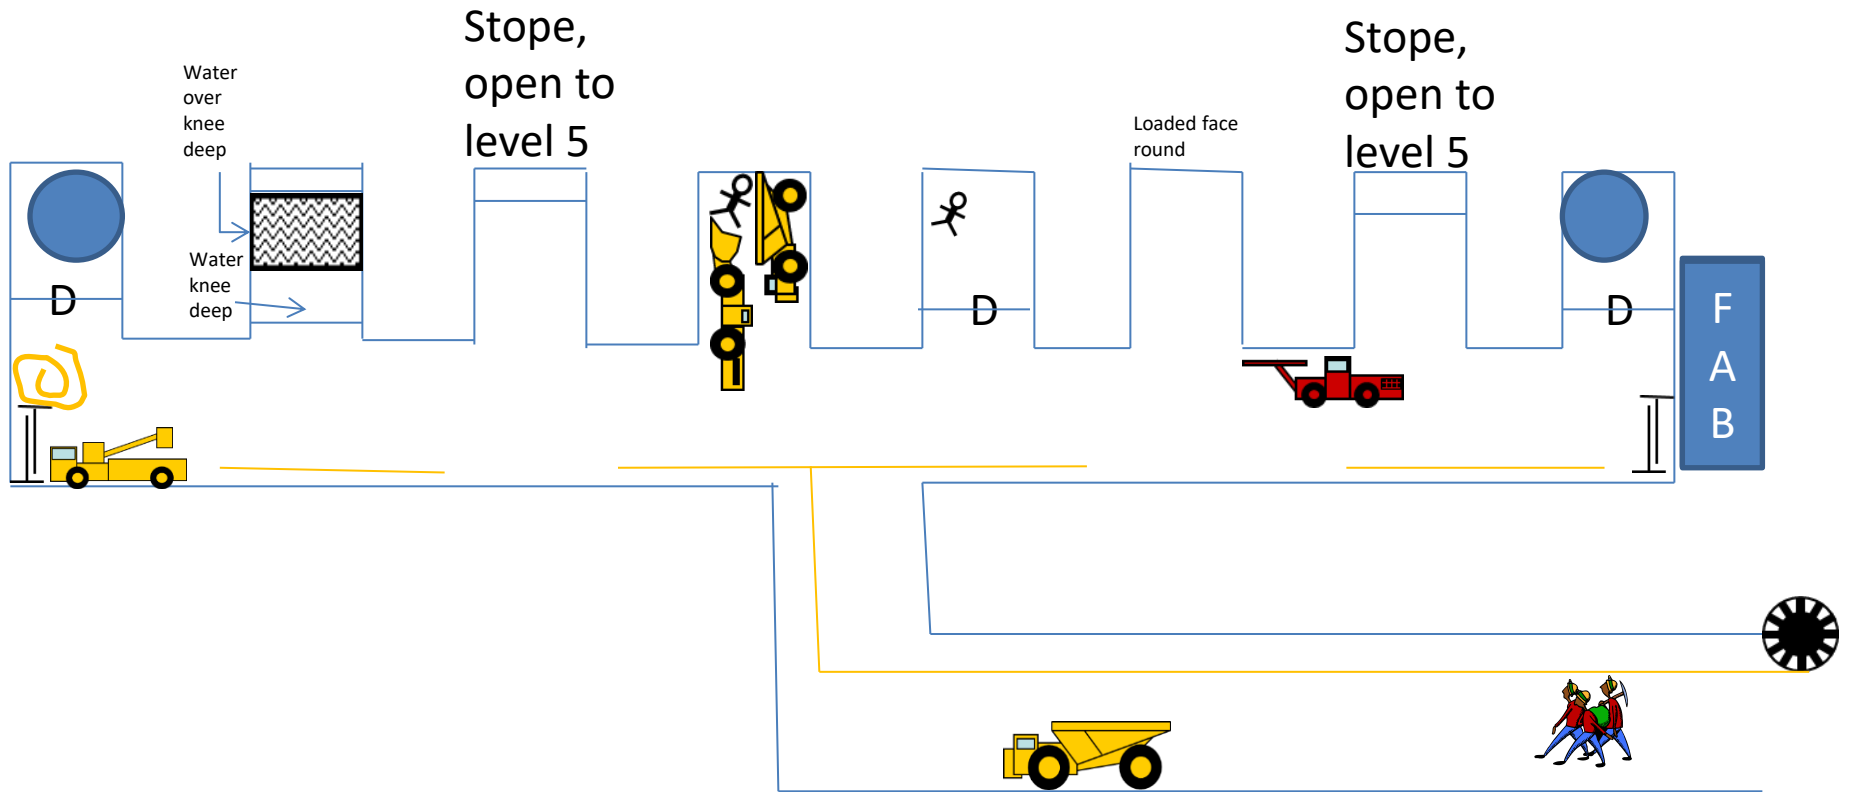 Stope,
open to
level 5
Stope,
open to
level 5
Water
over
knee
deep
Loaded face
round
Water
knee
deep
D
D
D
F
A
B